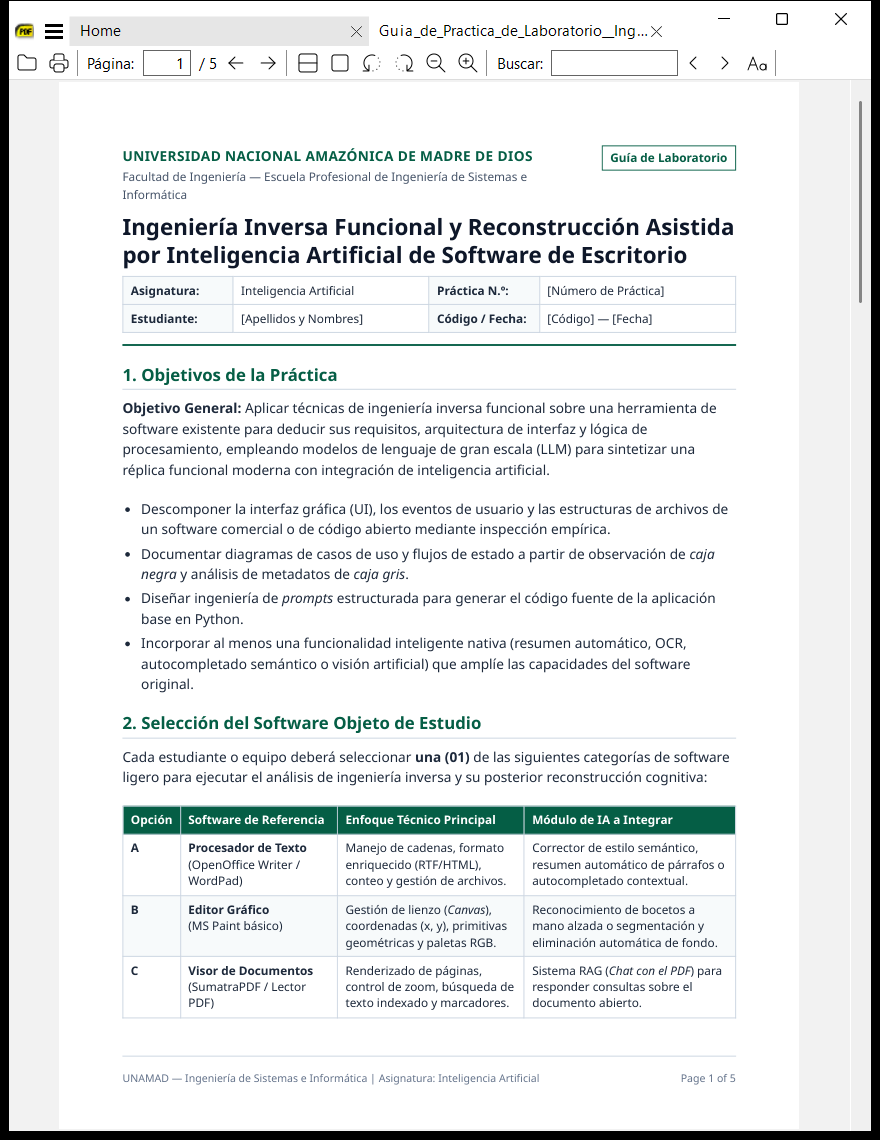 Home
Guia_de_Practica_de_Laboratorio__Ing...
Página: 1 / 5
Buscar:
UNIVERSIDAD NACIONAL AMAZÓNICA DE MADRE DE DIOS
Guía de Laboratorio
Facultad de Ingeniería — Escuela Profesional de Ingeniería de Sistemas e
Informática
Ingeniería Inversa Funcional y Reconstrucción Asistida
por Inteligencia Artificial de Software de Escritorio
Asignatura: Inteligencia Artificial Práctica N.º: [Número de Práctica]
Estudiante: [Apellidos y Nombres] Código / Fecha: [Código] — [Fecha]
1. Objetivos de la Práctica
Objetivo General: Aplicar técnicas de ingeniería inversa funcional sobre una herramienta de
software existente para deducir sus requisitos, arquitectura de interfaz y lógica de
procesamiento, empleando modelos de lenguaje de gran escala (LLM) para sintetizar una
réplica funcional moderna con integración de inteligencia artificial.
• Descomponer la interfaz gráfica (UI), los eventos de usuario y las estructuras de archivos de
un software comercial o de código abierto mediante inspección empírica.
• Documentar diagramas de casos de uso y flujos de estado a partir de observación de caja
negra y análisis de metadatos de caja gris.
• Diseñar ingeniería de prompts estructurada para generar el código fuente de la aplicación
base en Python.
• Incorporar al menos una funcionalidad inteligente nativa (resumen automático, OCR,
autocompletado semántico o visión artificial) que amplíe las capacidades del software
original.
2. Selección del Software Objeto de Estudio
Cada estudiante o equipo deberá seleccionar una (01) de las siguientes categorías de software
ligero para ejecutar el análisis de ingeniería inversa y su posterior reconstrucción cognitiva:
Opción Software de Referencia Enfoque Técnico Principal Módulo de IA a Integrar
A Procesador de Texto Manejo de cadenas, formato Corrector de estilo semántico,
(OpenOffice Writer / enriquecido (RTF/HTML), resumen automático de párrafos o
WordPad) conteo y gestión de archivos. autocompletado contextual.
B Editor Gráfico Gestión de lienzo (Canvas), Reconocimiento de bocetos a
(MS Paint básico) coordenadas (x, y), primitivas mano alzada o segmentación y
geométricas y paletas RGB. eliminación automática de fondo.
C Visor de Documentos Renderizado de páginas, Sistema RAG (Chat con el PDF) para
(SumatraPDF / Lector control de zoom, búsqueda de responder consultas sobre el
PDF) texto indexado y marcadores. documento abierto.
UNAMAD — Ingeniería de Sistemas e Informática | Asignatura: Inteligencia Artificial Page 1 of 5